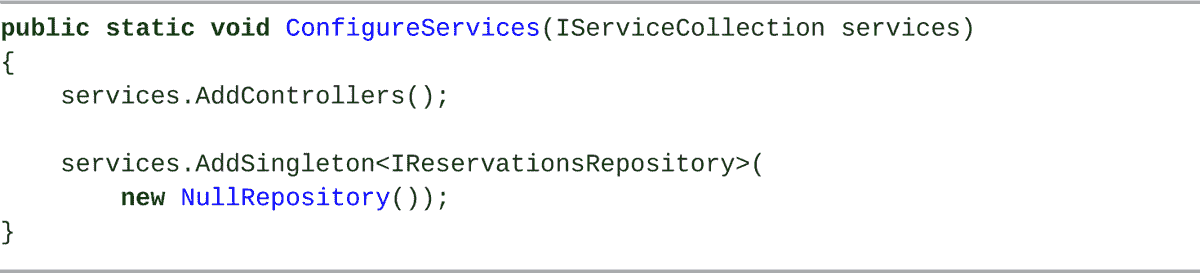 public static void ConfigureServices(IServiceCollection services)
{
    services.AddControllers();

    services.AddSingleton<IReservationsRepository>(
        new NullRepository());
}